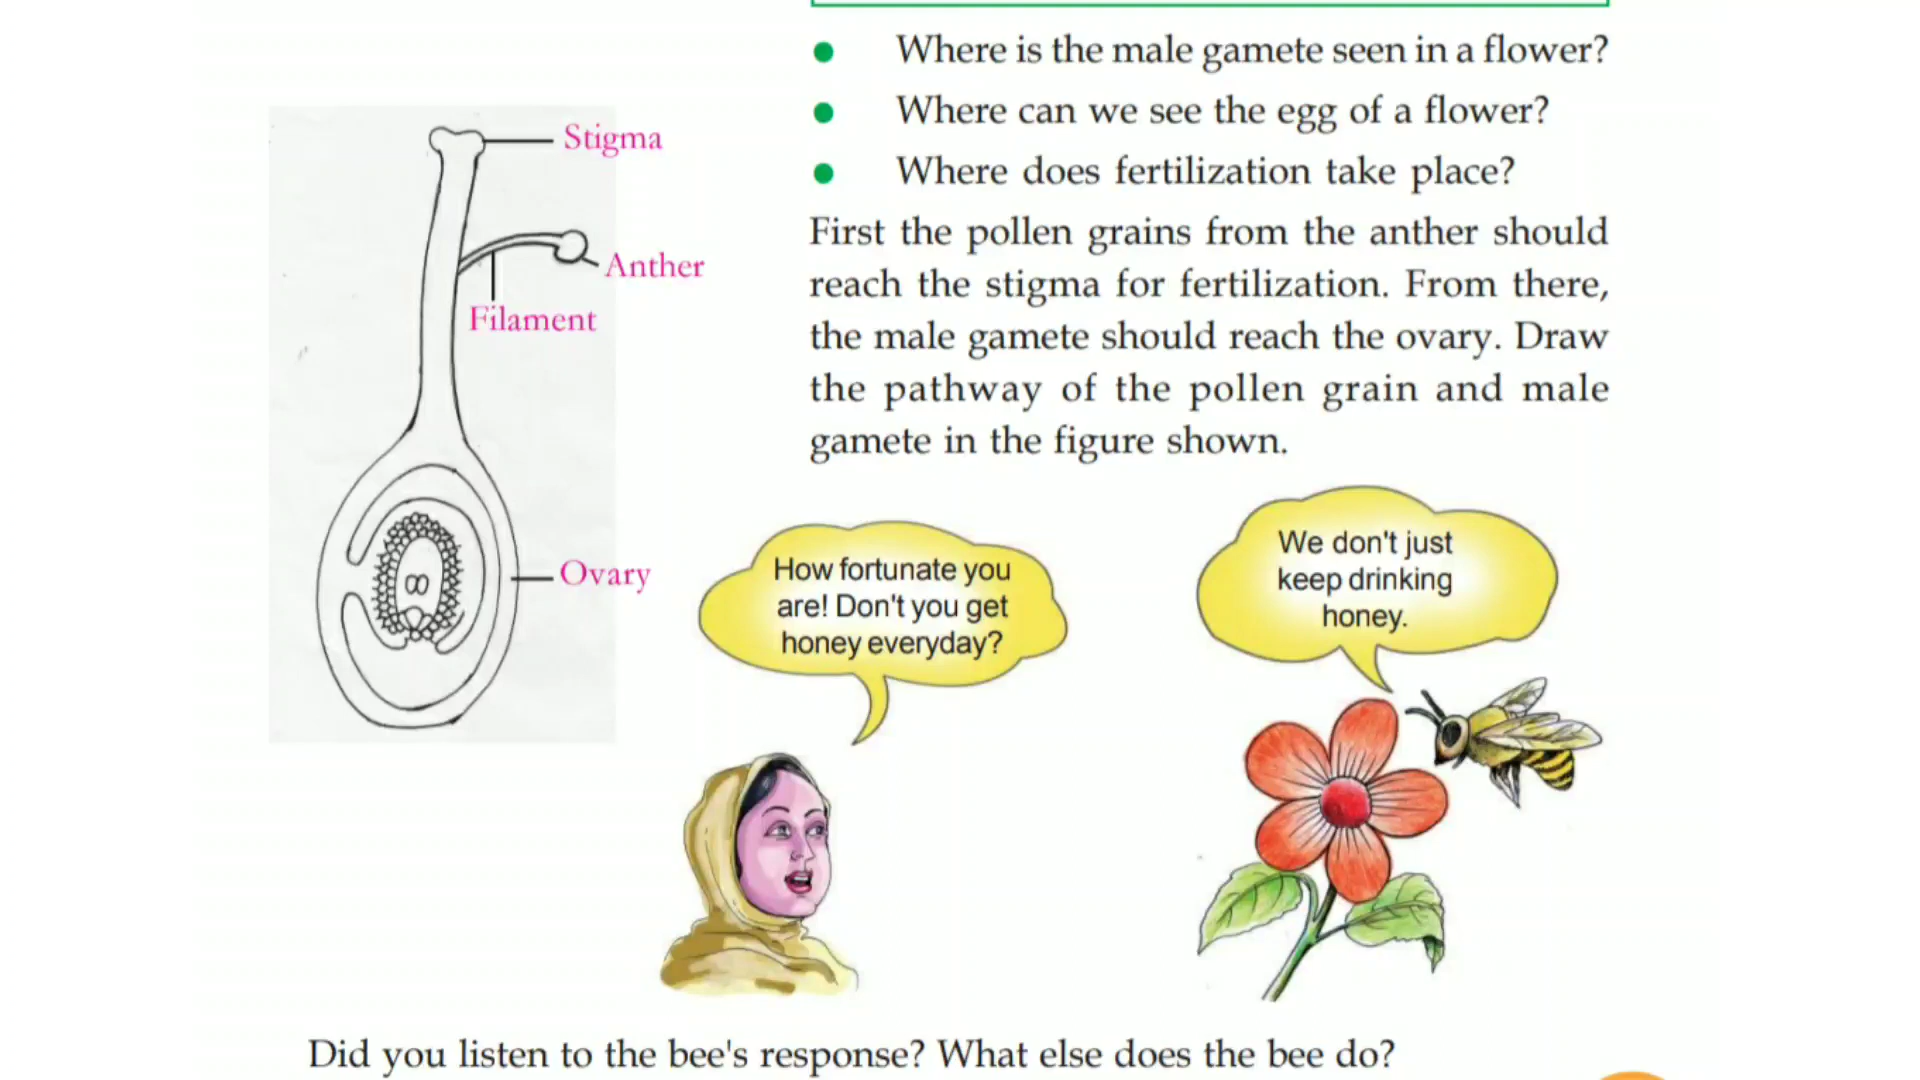 Where is the male gamete seen in a flower?
Where can we see the egg of a flower?
Where does fertilization take place?
First the pollen grains from the anther should
reach the stigma for fertilization. From there,
the male gamete should reach the ovary. Draw
the pathway of the pollen grain and male
gamete in the figure shown.
Stigma
Anther
Filament
Ovary
How fortunate you
are! Don't you get
honey everyday?
We don't just
keep drinking
honey.
Did you listen to the bee's response? What else does the bee do?